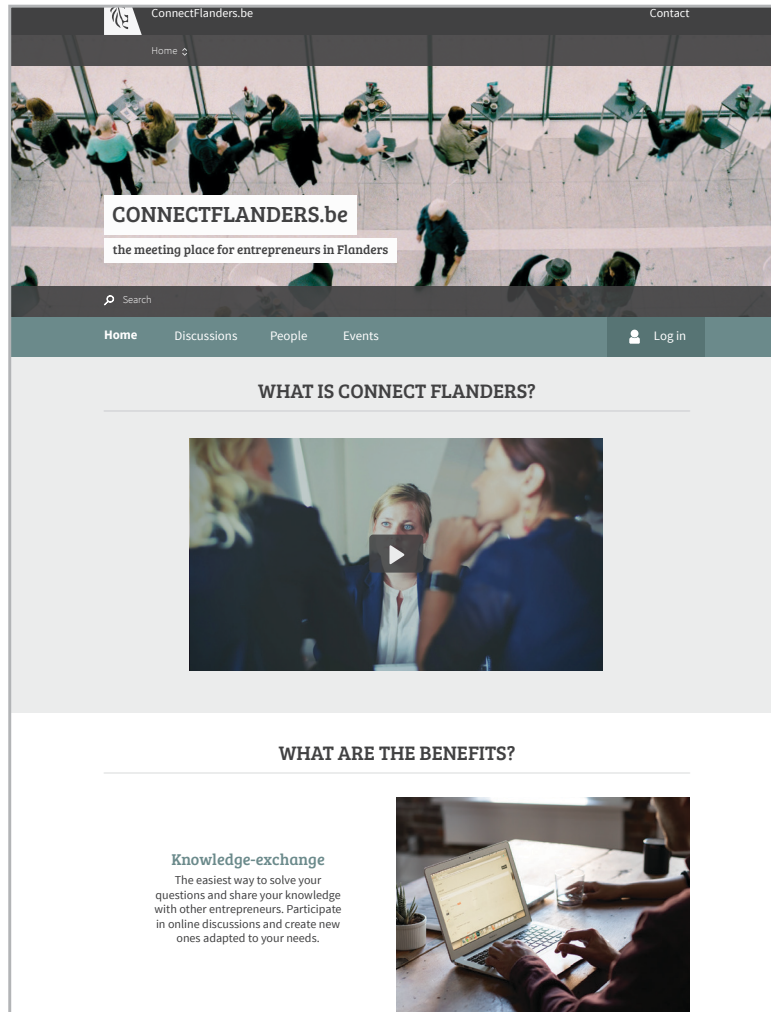 ConnectFlanders.be
Contact
Home
CONNECTFLANDERS.be
the meeting place for entrepreneurs in Flanders
Search
Home
Discussions
People
Events
Log in
WHAT IS CONNECT FLANDERS?
WHAT ARE THE BENEFITS?
Knowledge-exchange
The easiest way to solve your
questions and share your knowledge
with other entrepreneurs. Participate
in online discussions and create new
ones adapted to your needs.